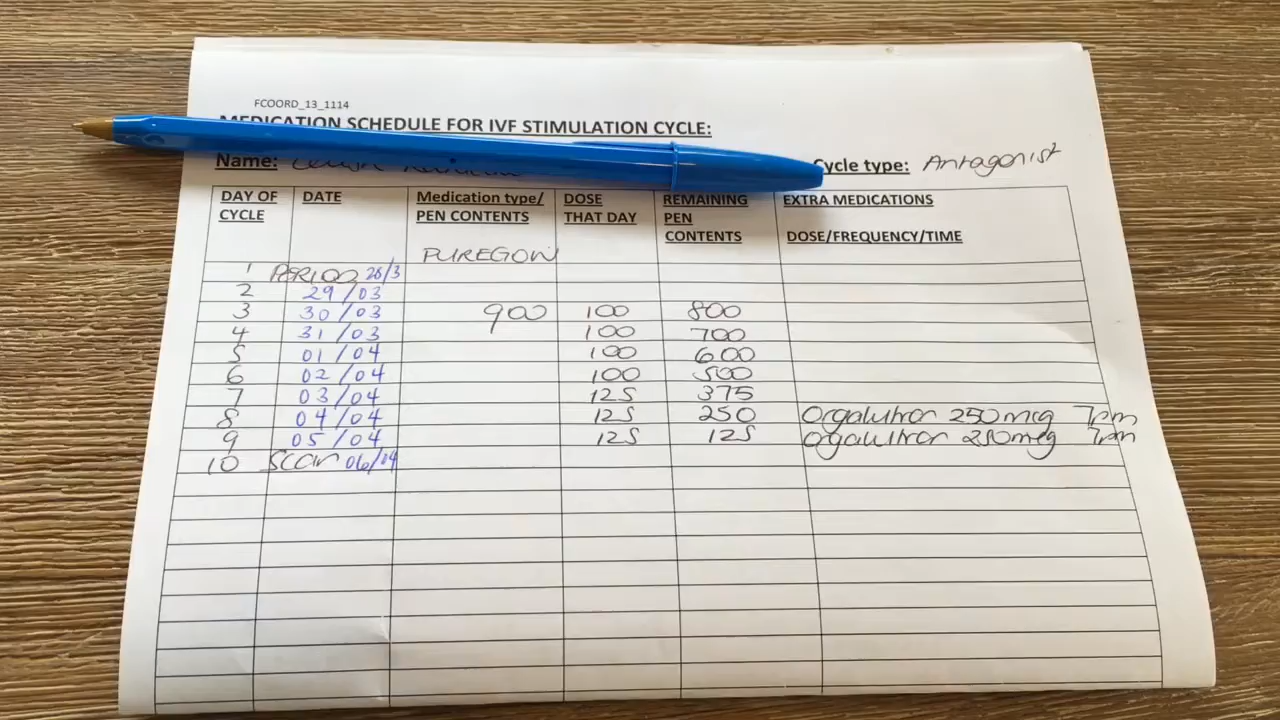 FCOORD_13_1114
MEDICATION SCHEDULE FOR IVF STIMULATION CYCLE:
Name: Cycle type: Antagonist
DAY OF CYCLE DATE Medication type/ PEN CONTENTS DOSE THAT DAY REMAINING PEN CONTENTS EXTRA MEDICATIONS DOSE/FREQUENCY/TIME
PUREGON
1 PERIOD 28/3
2 29/03
3 30/03 900 100 800
4 31/03 100 700
5 01/04 100 600
6 02/04 100 500
7 03/04 125 375
8 04/04 125 250 Orgalutron 250mcg 7pm
9 05/04 125 125 Orgalutron 250mcg 7pm
10 SCAN 06/04